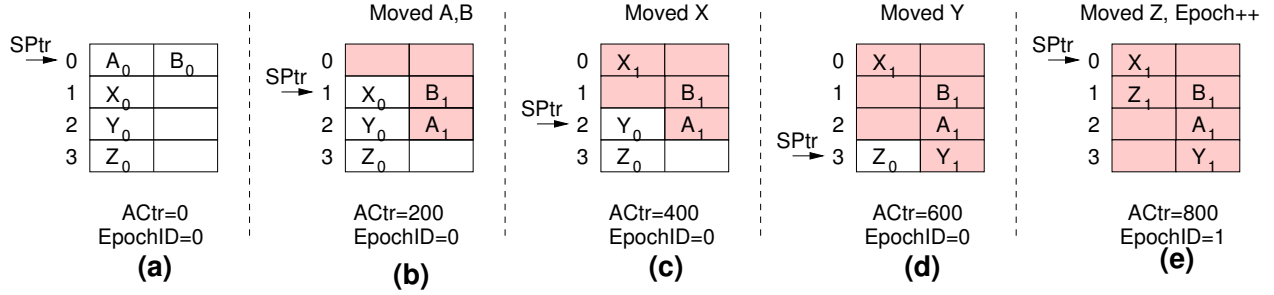 Moved A,B
Moved X
Moved Y
Moved Z, Epoch++
SPtr
0 A0 B0
1 X0
2 Y0
3 Z0
ACtr=0
EpochID=0
(a)
0
SPtr
1 X0 B1
2 Y0 A1
3 Z0
ACtr=200
EpochID=0
(b)
0 X1
1 B1
SPtr
2 Y0 A1
3 Z0
ACtr=400
EpochID=0
(c)
0 X1
1 B1
2 A1
SPtr
3 Z0 Y1
ACtr=600
EpochID=0
(d)
SPtr
0 X1
1 Z1 B1
2 A1
3 Y1
ACtr=800
EpochID=1
(e)